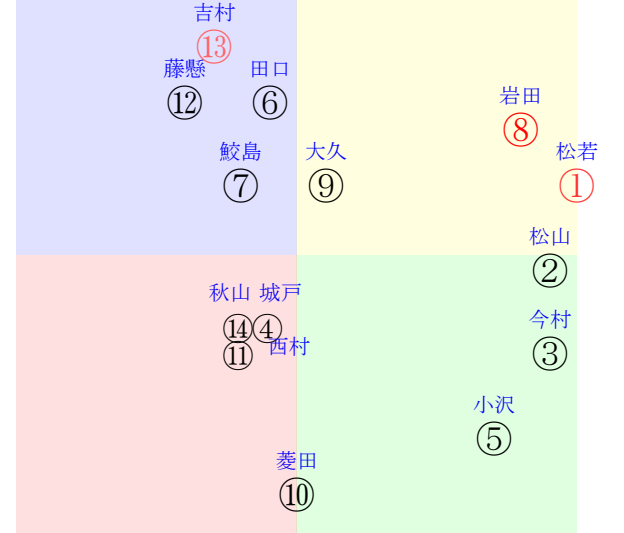 吉村
⑬
藤懸 田口
⑫ ⑥
岩田
⑧
鮫島 大久 松若
⑦ ⑨ ①
松山
②
秋山 城戸
⑭ ④
今村
西村
⑪ ③
小沢
⑤
菱田
⑩